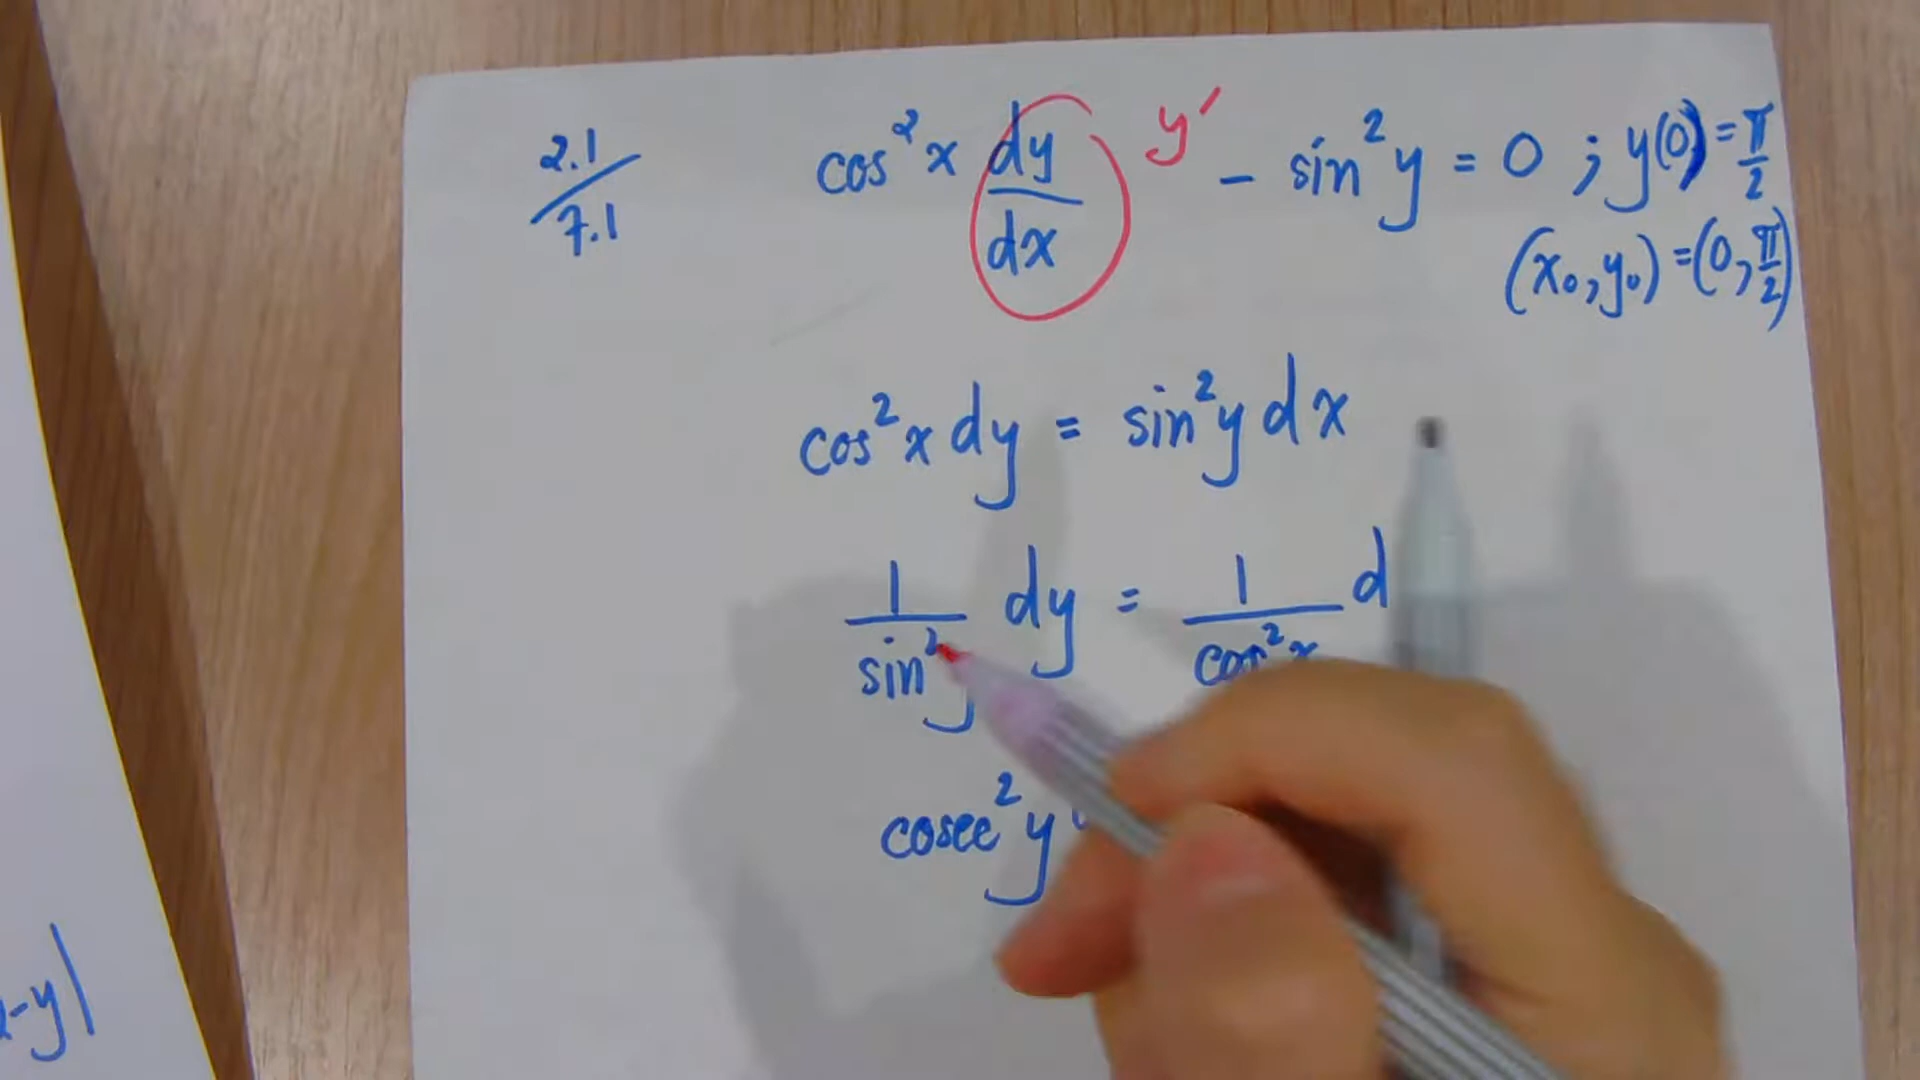 2.1/7.1
cos²x dy/dx y′ - sin²y = 0 ; y(0) = π/2
(x₀, y₀) = (0, π/2)
cos²x dy = sin²y dx
1/sin²y dy = 1/cos²x d
cosec²y
-y|